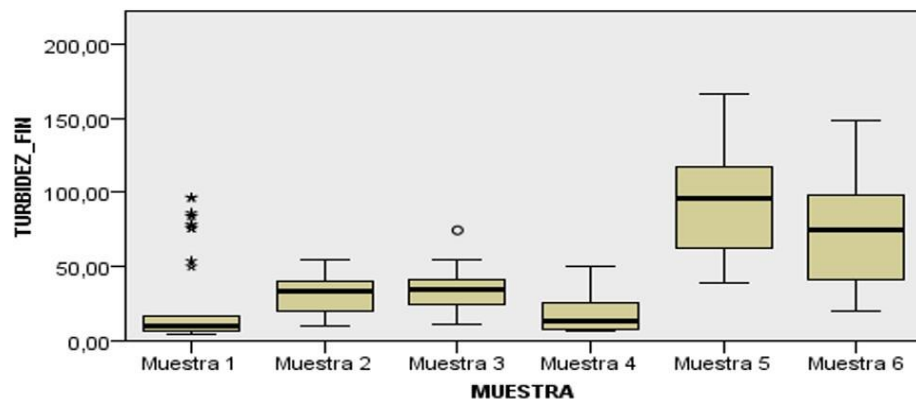 200,00
150,00
100,00
50,00
0,00
TURBIDEZ_FIN
Muestra 1 Muestra 2 Muestra 3 Muestra 4 Muestra 5 Muestra 6
MUESTRA